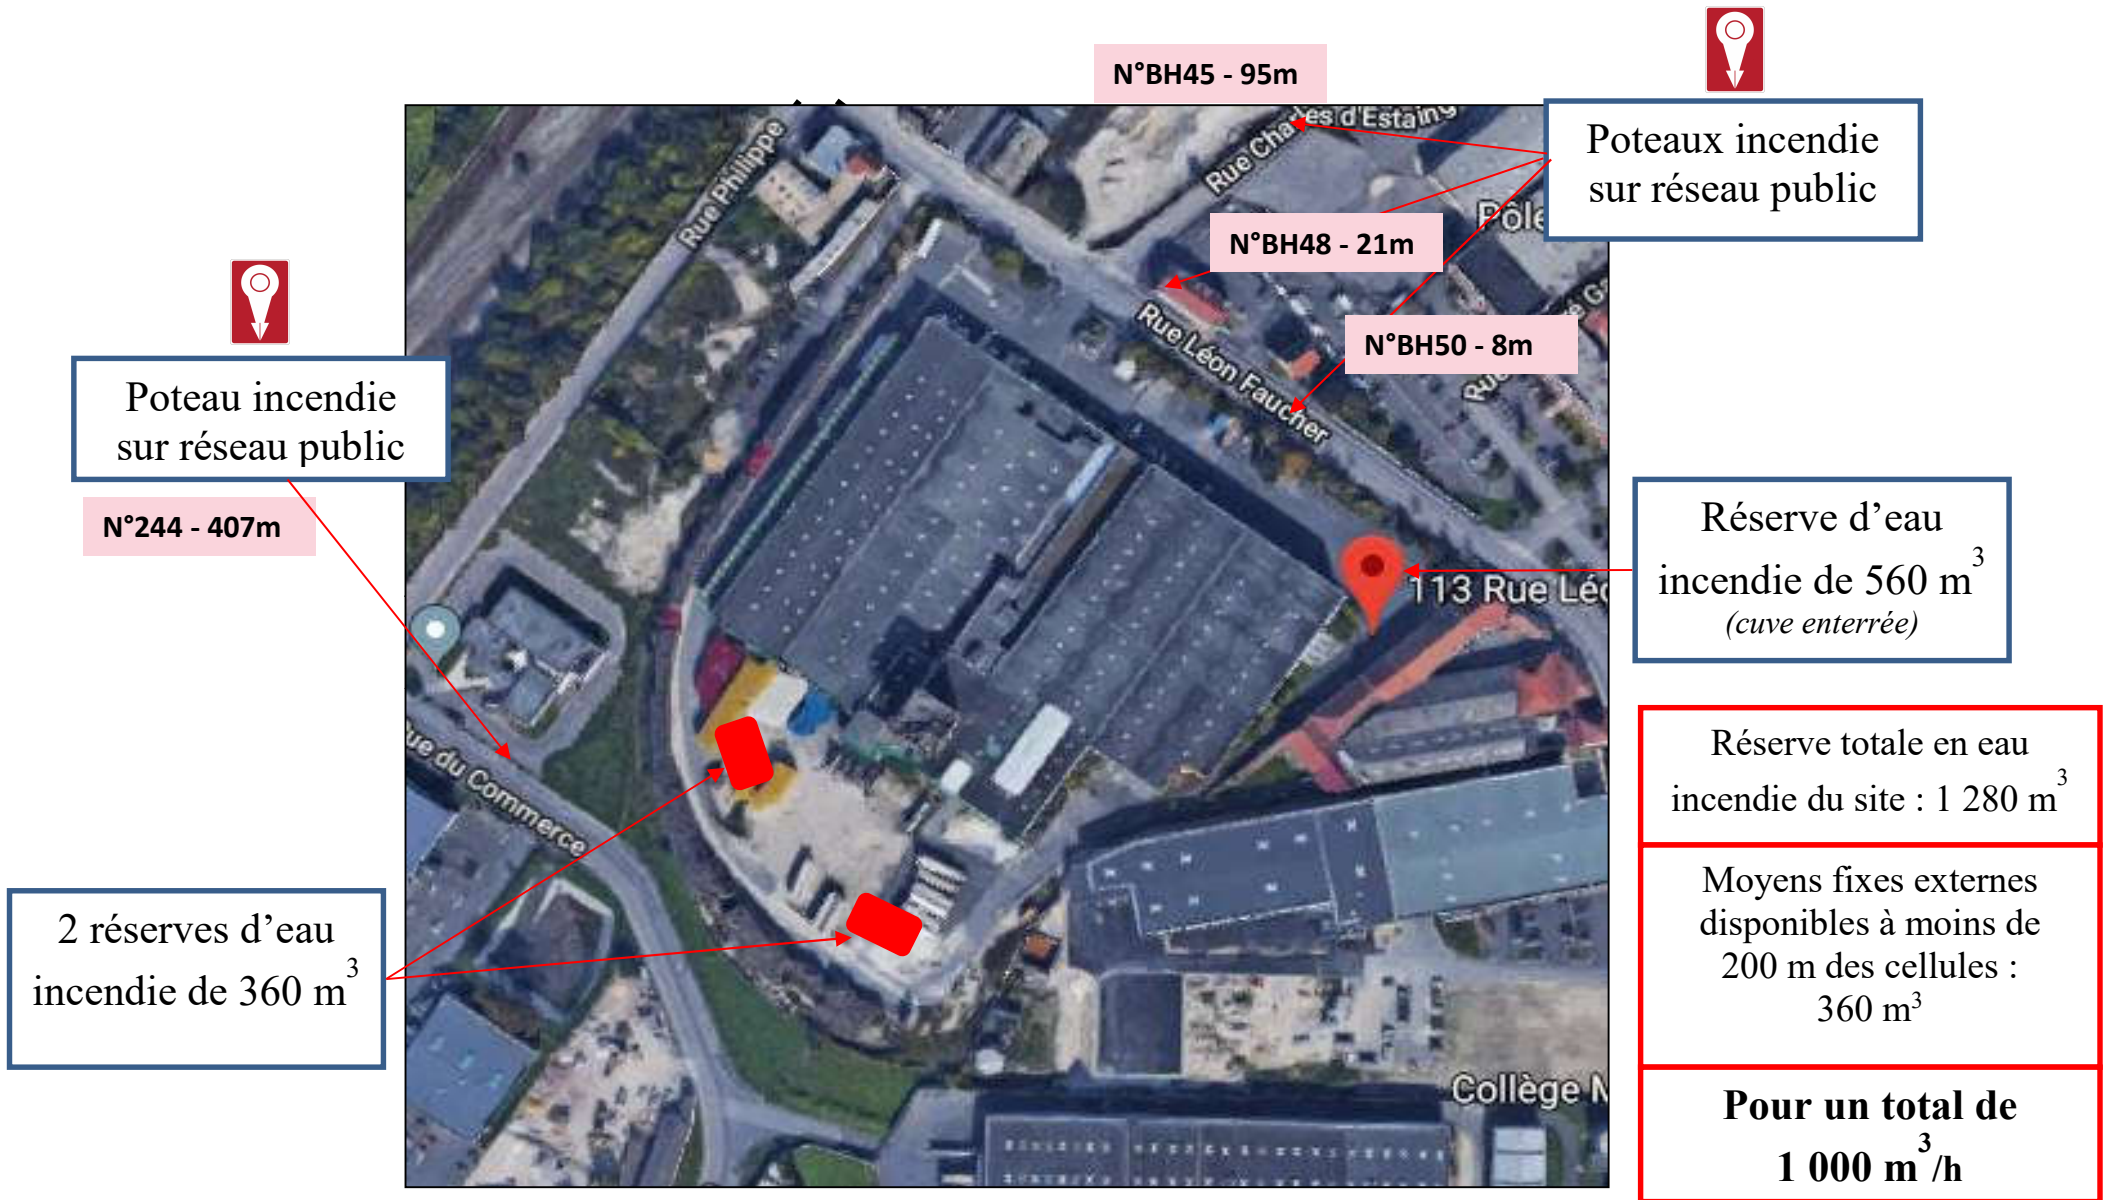 N°BH45 - 95m
Poteaux incendie
sur réseau public
Rue Philippe
Rue Cha les d'Estaing
Pôle
N°BH48 - 21m
Rue Léon Faucher
N°BH50 - 8m
Poteau incendie
sur réseau public
N°244 - 407m
Réserve d’eau
incendie de 560 m³
(cuve enterrée)
113 Rue Léo
Réserve totale en eau
incendie du site : 1 280 m³
ue du Commerce
Moyens fixes externes
disponibles à moins de
200 m des cellules :
360 m³
2 réserves d’eau
incendie de 360 m³
Collège M
Pour un total de
1 000 m³/h